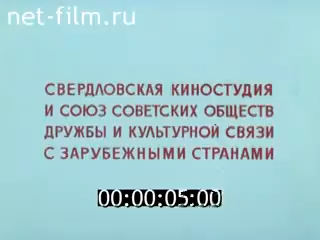 net-film.ru
СВЕРДЛОВСКАЯ КИНОСТУДИЯ
И СОЮЗ СОВЕТСКИХ ОБЩЕСТВ
ДРУЖБЫ И КУЛЬТУРНОЙ СВЯЗИ
С ЗАРУБЕЖНЫМИ СТРАНАМИ
00:00:05:00